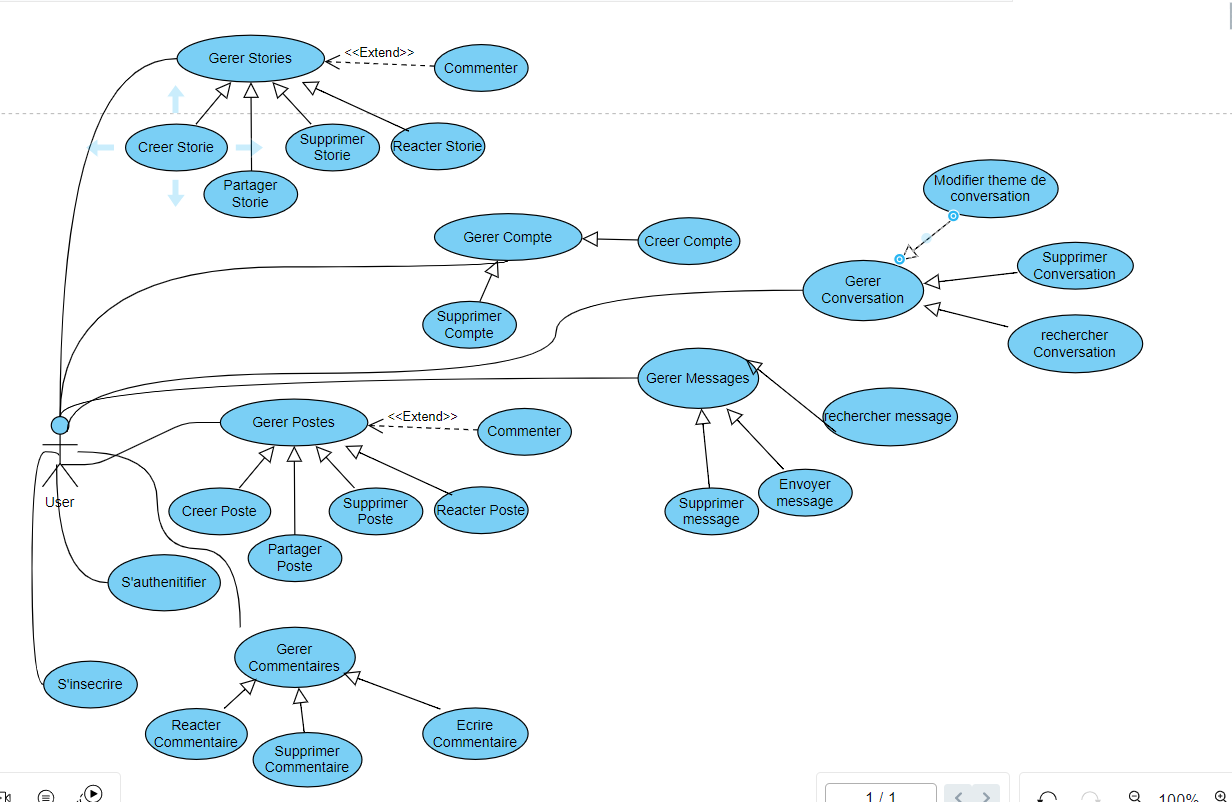 Gerer Stories
<<Extend>>
Commenter
Creer Storie
Supprimer
Storie
Reacter Storie
Partager
Storie
Modifier theme de
conversation
Gerer Compte
Creer Compte
Supprimer
Conversation
Gerer
Conversation
Supprimer
Compte
rechercher
Conversation
Gerer Messages
rechercher message
Gerer Postes
<<Extend>>
Commenter
User
Creer Poste
Supprimer
Poste
Reacter Poste
Supprimer
message
Envoyer
message
Partager
Poste
S'authenitifier
Gerer
Commentaires
S'insecrire
Reacter
Commentaire
Supprimer
Commentaire
Ecrire
Commentaire
1 / 1
100%